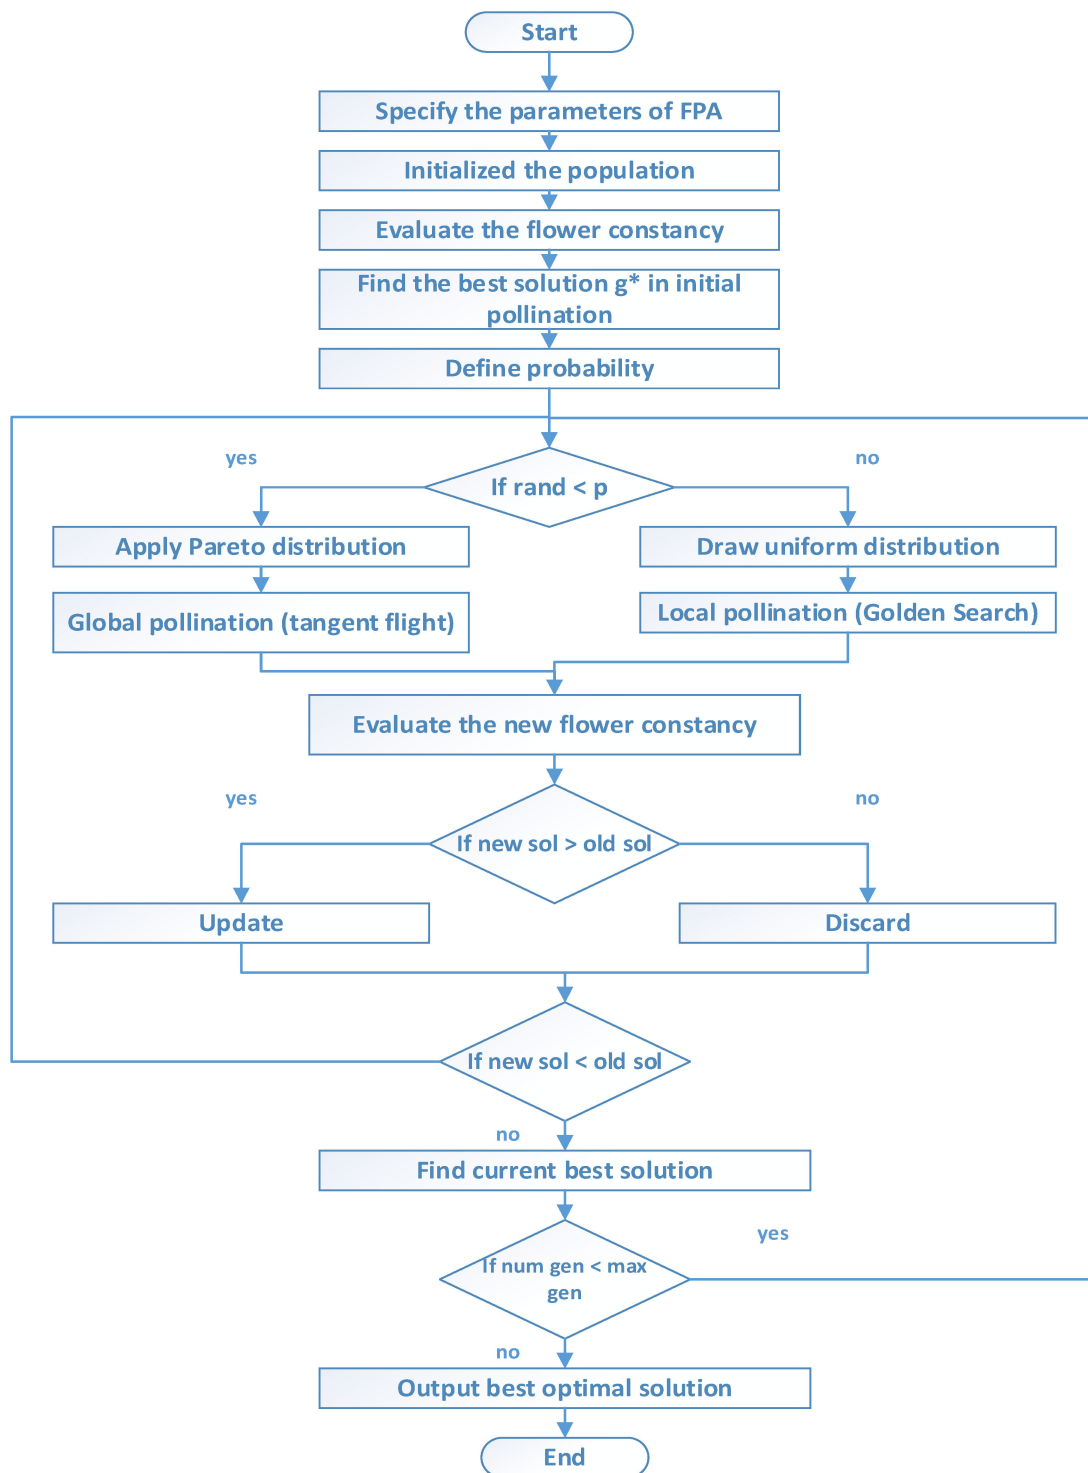 Start
Specify the parameters of FPA
Initialized the population
Evaluate the flower constancy
Find the best solution g* in initial
pollination
Define probability
yes
no
If rand < p
Apply Pareto distribution
Draw uniform distribution
Global pollination (tangent flight)
Local pollination (Golden Search)
Evaluate the new flower constancy
yes
no
If new sol > old sol
Update
Discard
If new sol < old sol
no
Find current best solution
yes
If num gen < max
gen
no
Output best optimal solution
End